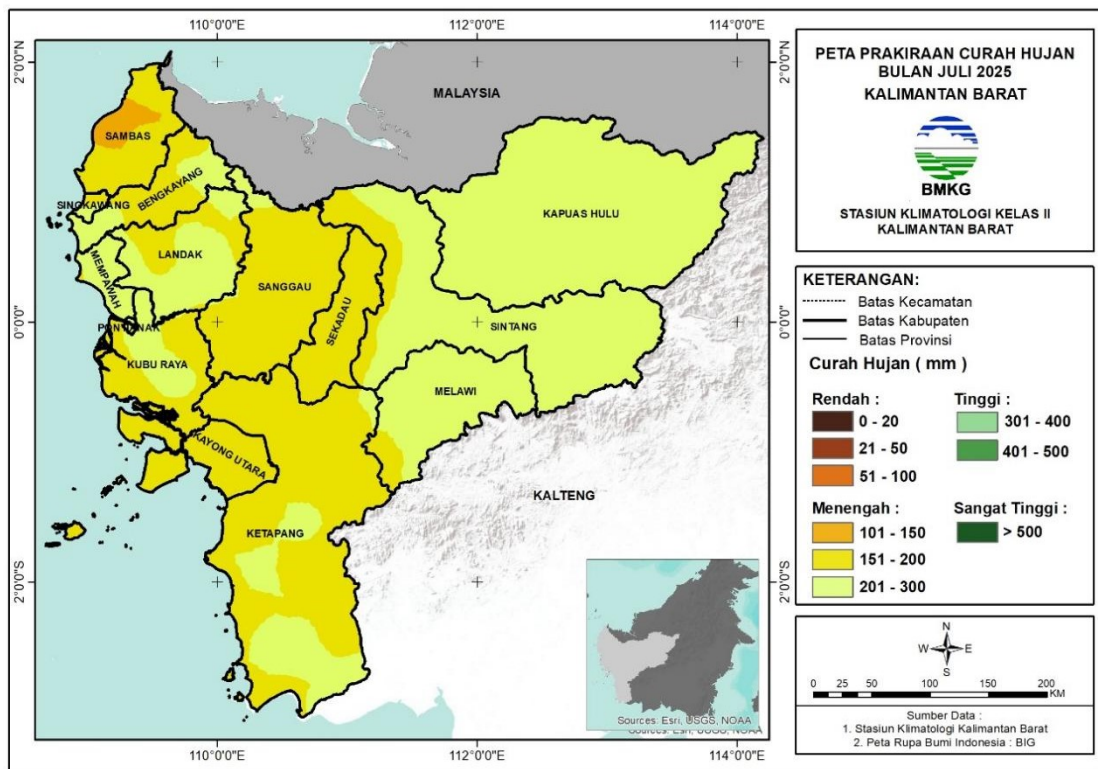 110°0'0"E
112°0'0"E
114°0'0"E
2°0'0"N
2°0'0"N
0°0'0"
0°0'0"
2°0'0"S
2°0'0"S
110°0'0"E
112°0'0"E
114°0'0"E
MALAYSIA
SAMBAS
BENGKAYANG
SINGKAWANG
KAPUAS HULU
LANDAK
MEMPAWAH
SANGGAU
SEKADAU
SINTANG
PONTIANAK
KUBU RAYA
MELAWI
KAYONG UTARA
KALTENG
KETAPANG
Sources: Esri, USGS, NOAA
Sources: Esri, USGS, NOAA
PETA PRAKIRAAN CURAH HUJAN
BULAN JULI 2025
KALIMANTAN BARAT
BMKG
STASIUN KLIMATOLOGI KELAS II
KALIMANTAN BARAT
KETERANGAN:
Batas Kecamatan
Batas Kabupaten
Batas Provinsi
Curah Hujan ( mm )
Rendah :
0 - 20
21 - 50
51 - 100
Tinggi :
301 - 400
401 - 500
Menengah :
101 - 150
151 - 200
201 - 300
Sangat Tinggi :
> 500
N
W E
S
0 25 50 100 150 200
KM
Sumber Data :
1. Stasiun Klimatologi Kalimantan Barat
2. Peta Rupa Bumi Indonesia : BIG